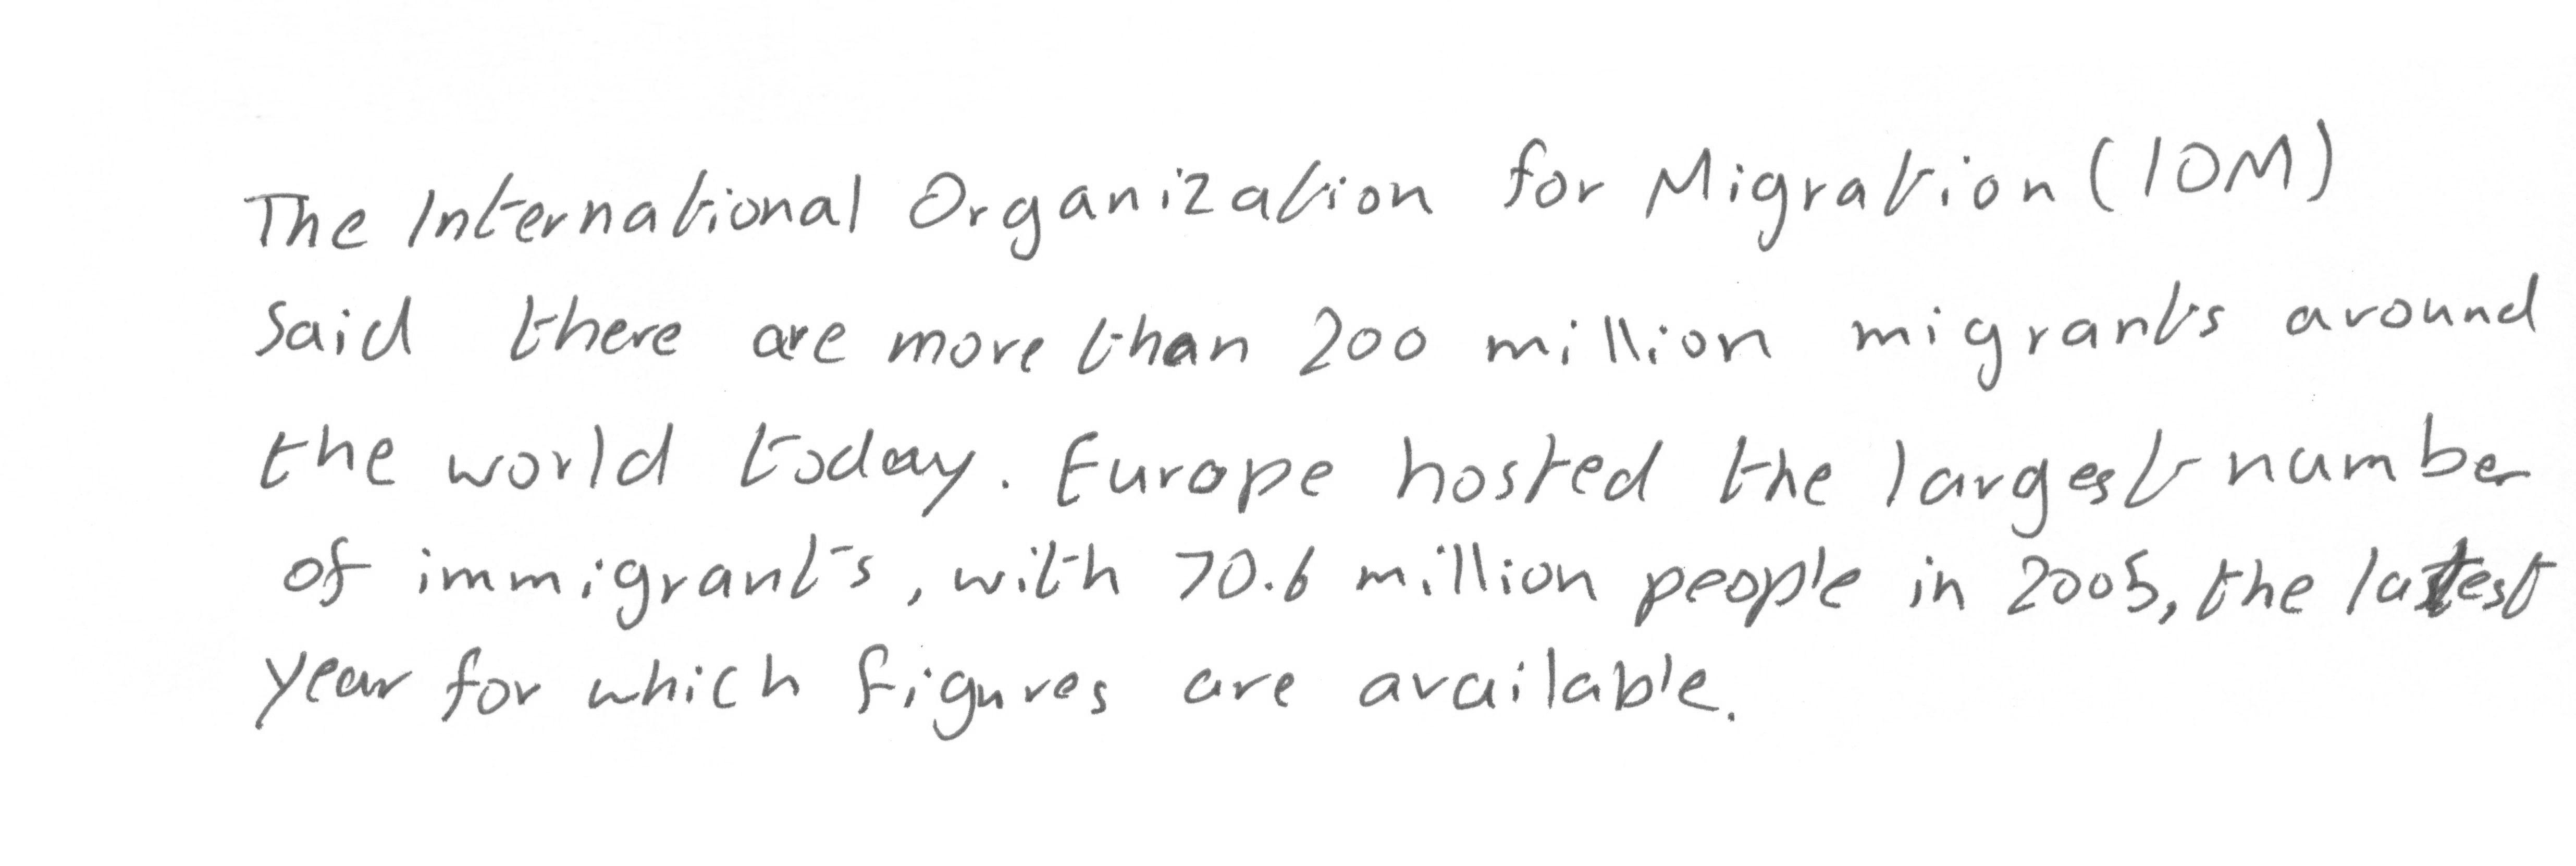 The International Organization for Migration (IOM)
said there are more than 200 million migrants around
the world today. Europe hosted the largest number
of immigrants, with 70.6 million people in 2005, the latest
year for which figures are available.